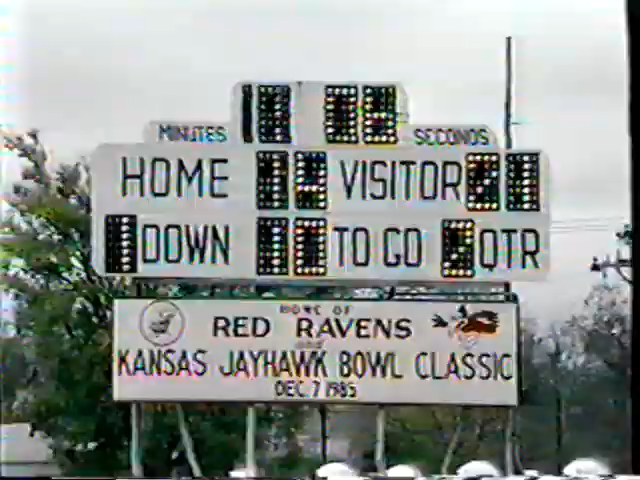 MINUTES SECONDS
HOME VISITOR
DOWN TO GO QTR
HOME OF
RED RAVENS
and
KANSAS JAYHAWK BOWL CLASSIC
DEC. 7 1985